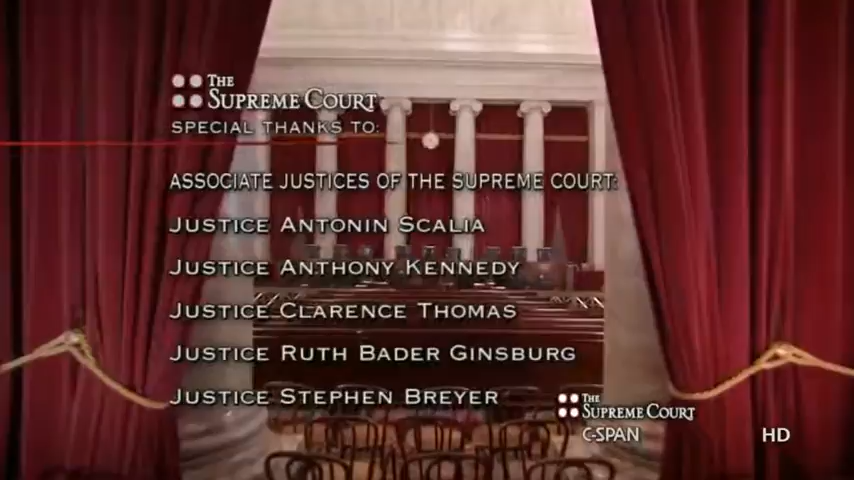 THE
SUPREME COURT
SPECIAL THANKS TO:
ASSOCIATE JUSTICES OF THE SUPREME COURT:
JUSTICE ANTONIN SCALIA
JUSTICE ANTHONY KENNEDY
JUSTICE CLARENCE THOMAS
JUSTICE RUTH BADER GINSBURG
JUSTICE STEPHEN BREYER
THE
SUPREME COURT
C-SPAN
HD